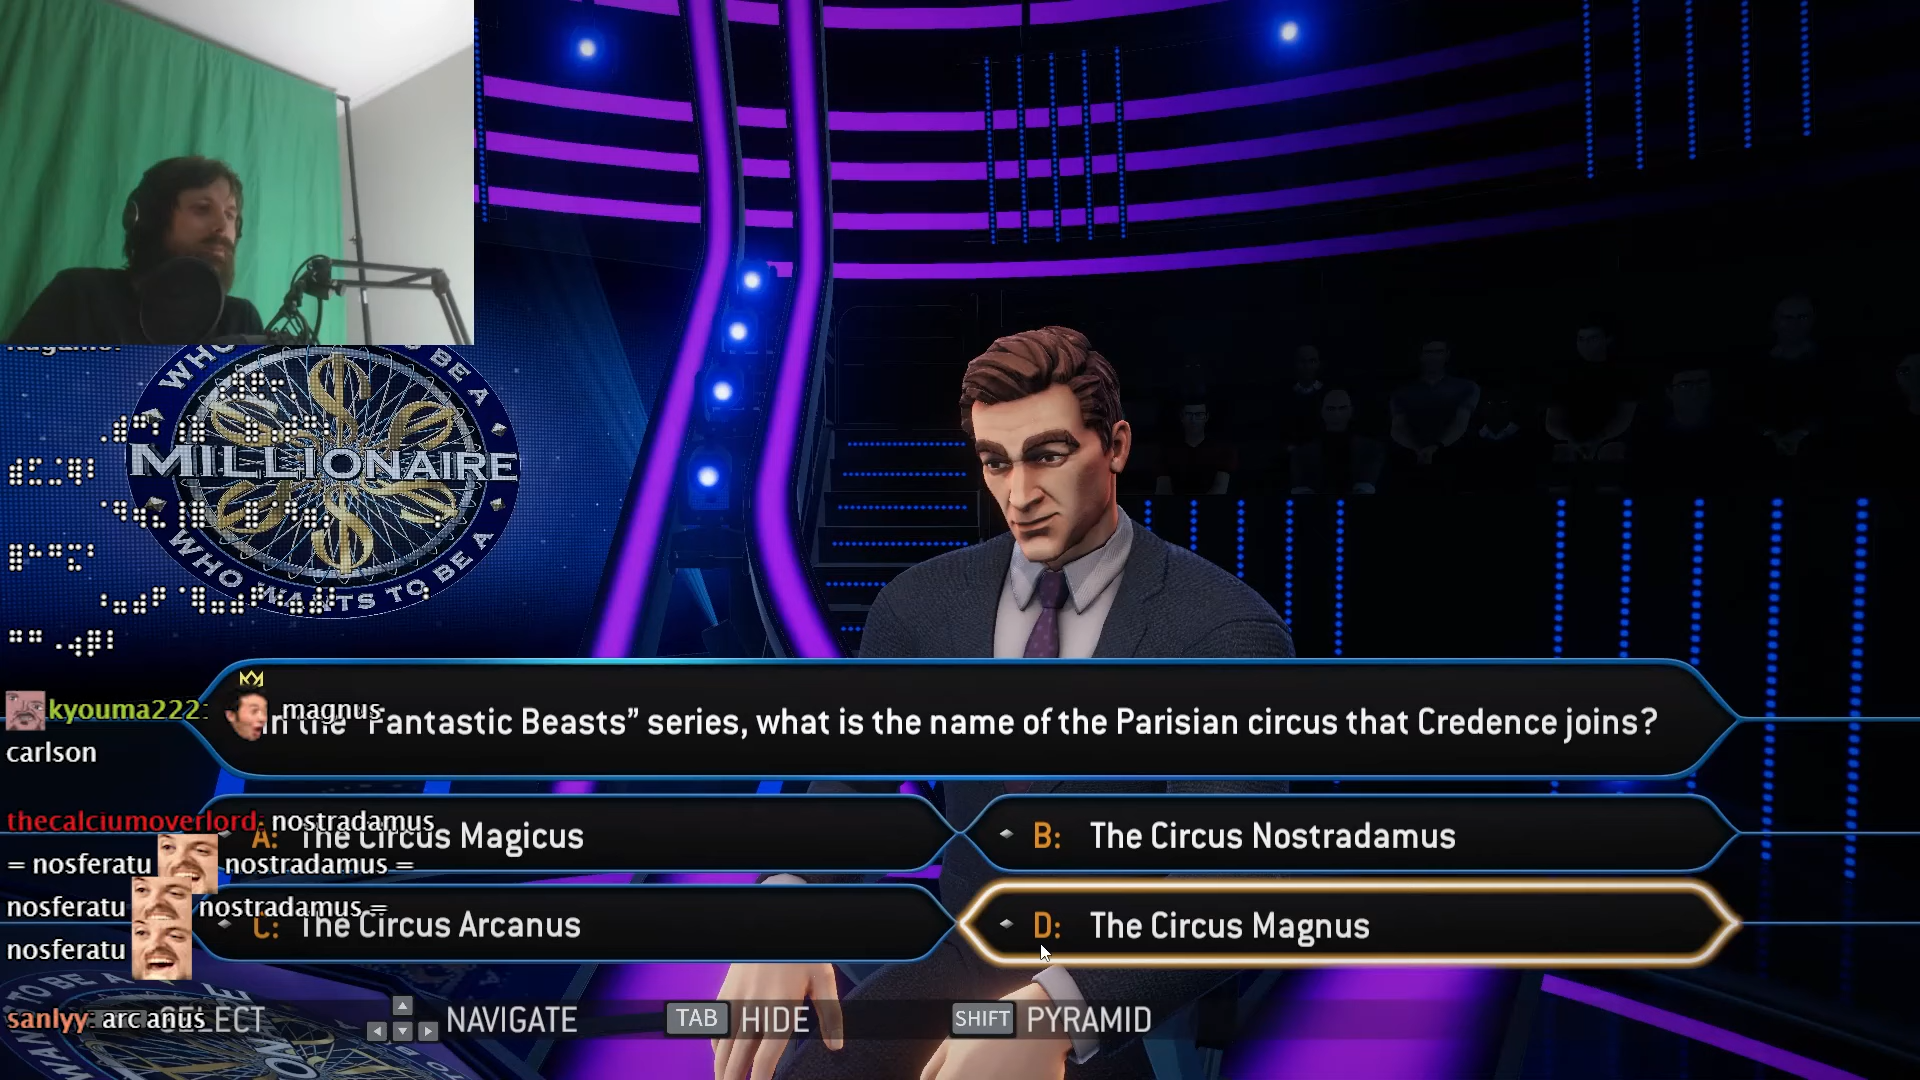 WHO WANTS TO BE A
MILLIONAIRE
WHO WANTS TO BE A
kyouma222: magnus
carlson
In the “Fantastic Beasts” series, what is the name of the Parisian circus that Credence joins?
thecalciumoverlord: nostradamus
A: The Circus Magicus
B: The Circus Nostradamus
= nosferatu nostradamus =
nosferatu nostradamus =
C: The Circus Arcanus
D: The Circus Magnus
nosferatu
sanlyy: arc anus
SELECT
NAVIGATE
TAB HIDE
SHIFT PYRAMID